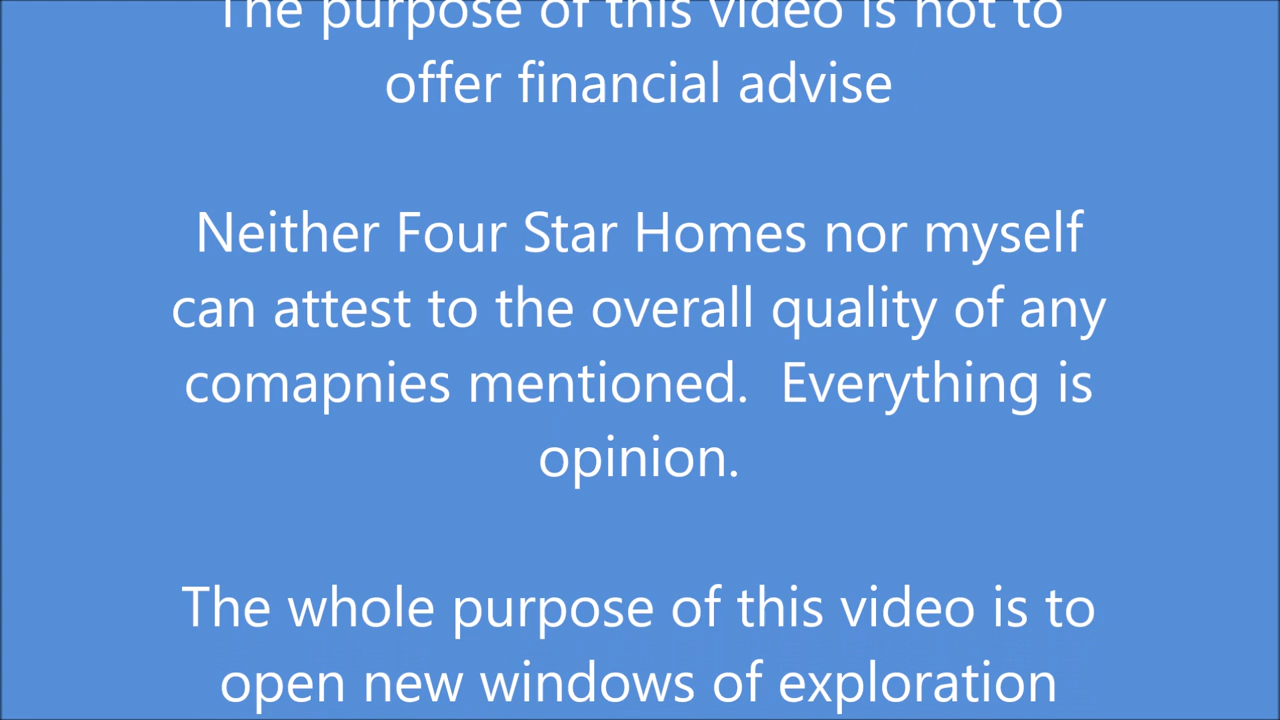 The purpose of this video is not to
offer financial advise
Neither Four Star Homes nor myself
can attest to the overall quality of any
comapnies mentioned.  Everything is
opinion.
The whole purpose of this video is to
open new windows of exploration